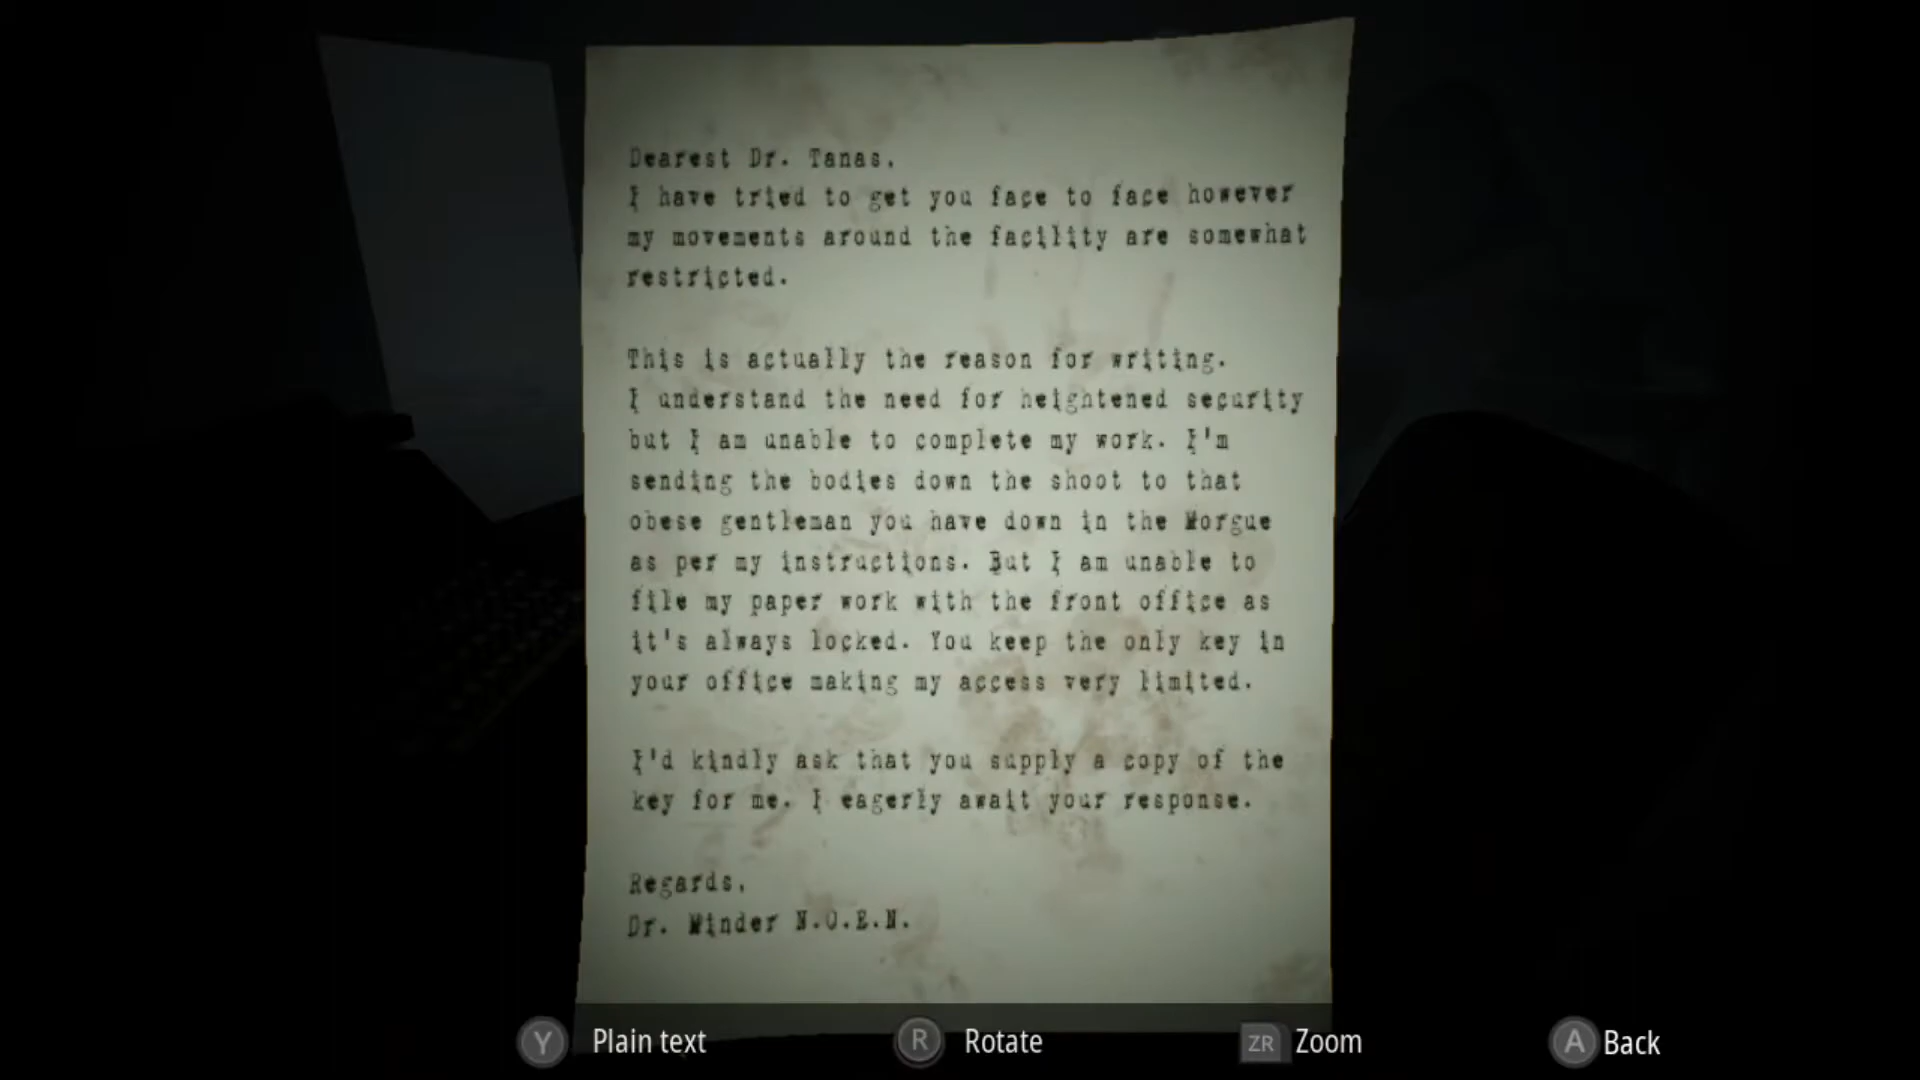 Dearest Dr. Tanas,
I have tried to get you face to face however
my movements around the facility are somewhat
restricted.
This is actually the reason for writing.
I understand the need for heightened security
but I am unable to complete my work. I'm
sending the bodies down the shoot to that
obese gentleman you have down in the Morgue
as per my instructions. But I am unable to
file my paper work with the front office as
it's always locked. You keep the only key in
your office making my access very limited.
I'd kindly ask that you supply a copy of the
key for me. I eagerly await your response.
Regards,
Dr. Minder N.O.E.N.
Y Plain text R Rotate ZR Zoom A Back